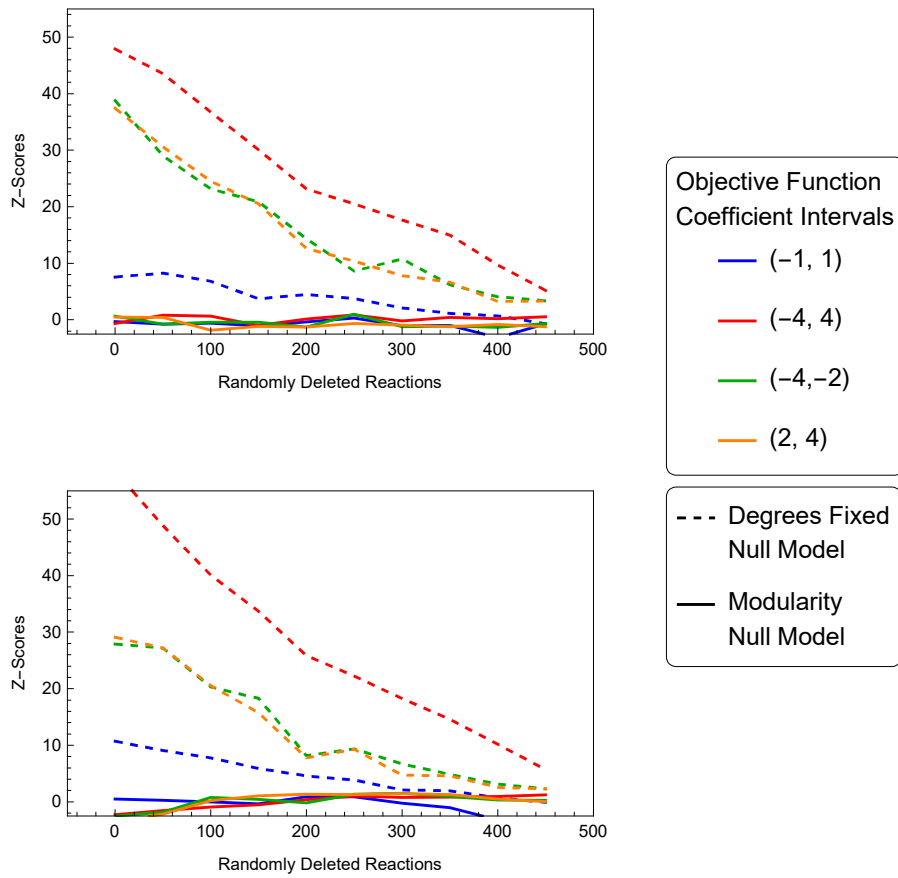 50
40
30
20
10
0
Z−Scores
0
100
200
300
400
500
Randomly Deleted Reactions
50
40
30
20
10
0
Z−Scores
0
100
200
300
400
500
Randomly Deleted Reactions
Objective Function
Coefficient Intervals
(−1, 1)
(−4, 4)
(−4,−2)
(2, 4)
Degrees Fixed
Null Model
Modularity
Null Model